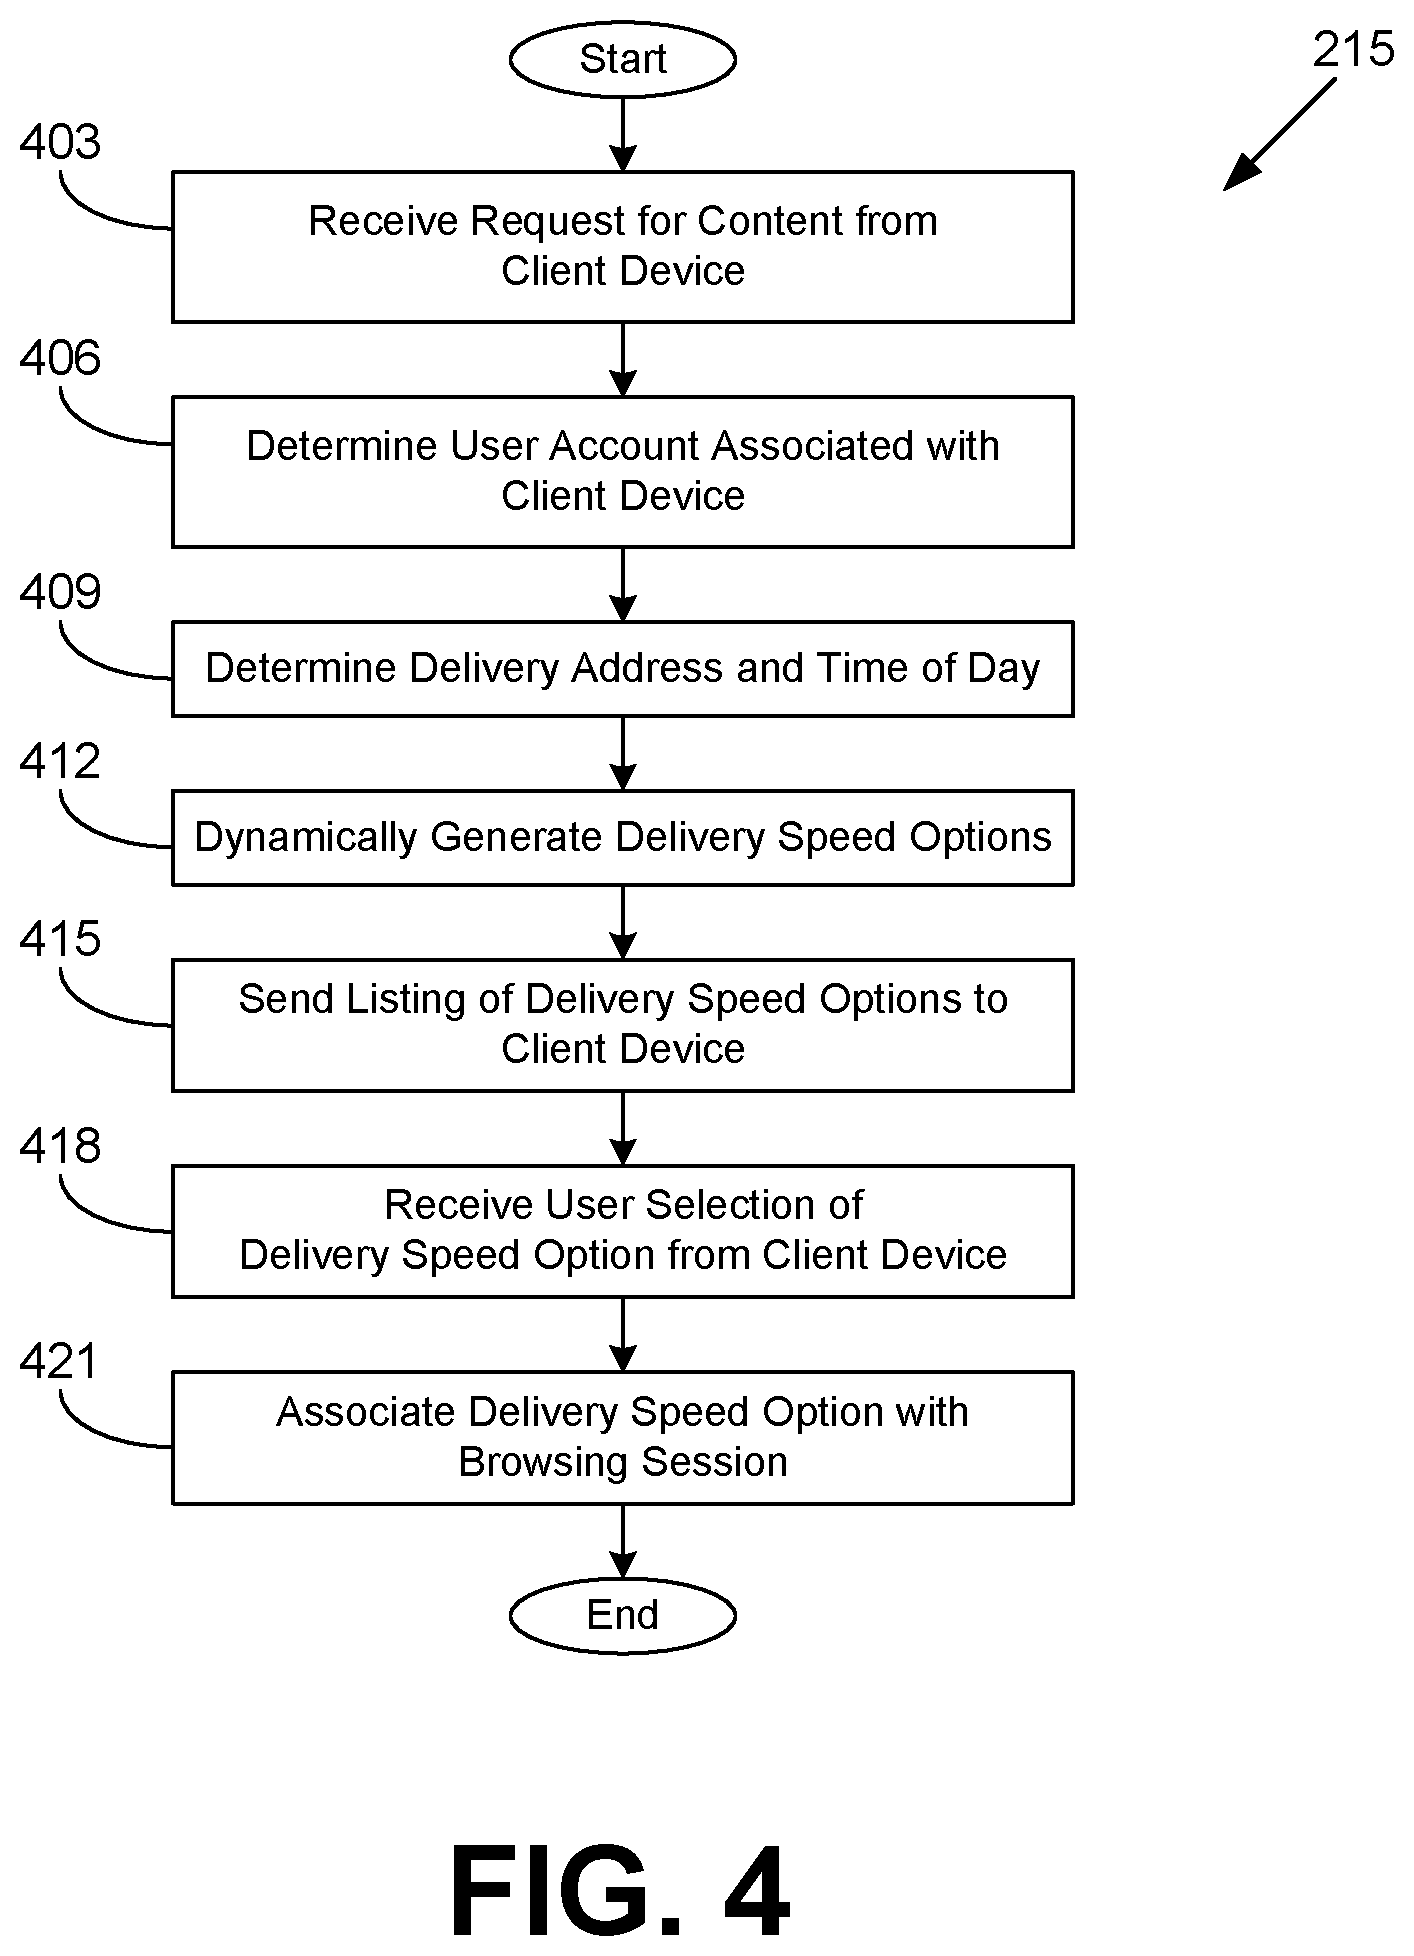 Start
215
403
Receive Request for Content from
Client Device
406
Determine User Account Associated with
Client Device
409
Determine Delivery Address and Time of Day
412
Dynamically Generate Delivery Speed Options
415
Send Listing of Delivery Speed Options to
Client Device
418
Receive User Selection of
Delivery Speed Option from Client Device
421
Associate Delivery Speed Option with
Browsing Session
End
FIG. 4